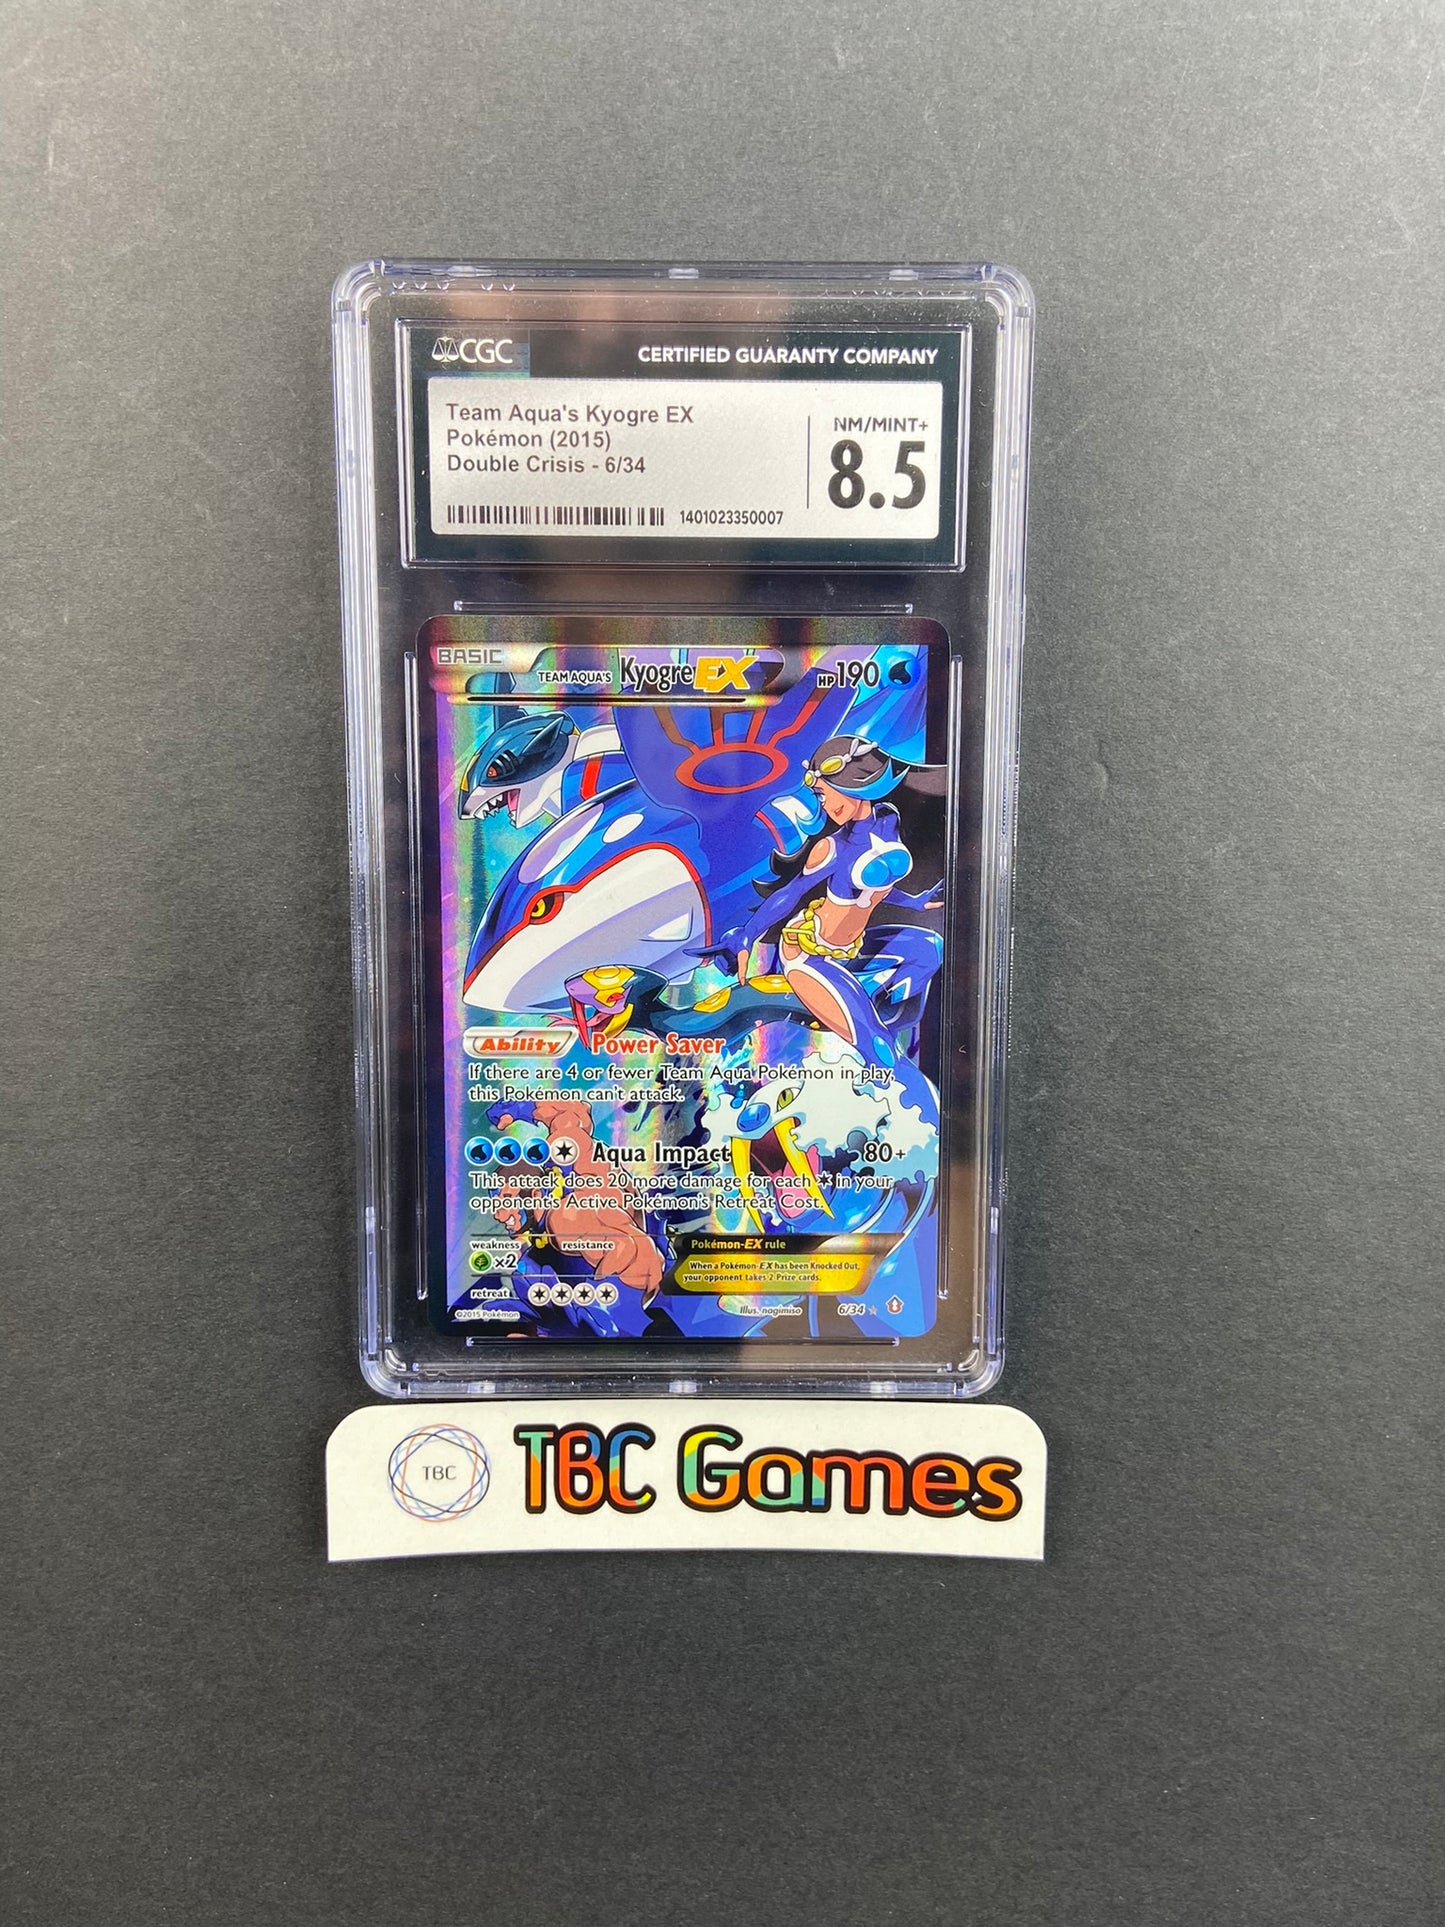 CGC
CERTIFIED GUARANTY COMPANY
Team Aqua's Kyogre EX
Pokémon (2015)
Double Crisis - 6/34
NM/MINT+
8.5
1401023350007
BASIC
TEAM AQUA'S Kyogre EX
HP190
Ability Power Saver
If there are 4 or fewer Team Aqua Pokémon in play,
this Pokémon can't attack.
Aqua Impact 80+
This attack does 20 more damage for each in your
opponent's Active Pokémon's Retreat Cost.
weakness resistance
×2
retreat
Pokémon-EX rule
When a Pokémon-EX has been Knocked Out,
your opponent takes 2 Prize cards.
©2015 Pokémon
Illus. nagimiso
6/34
TBC
TBC Games